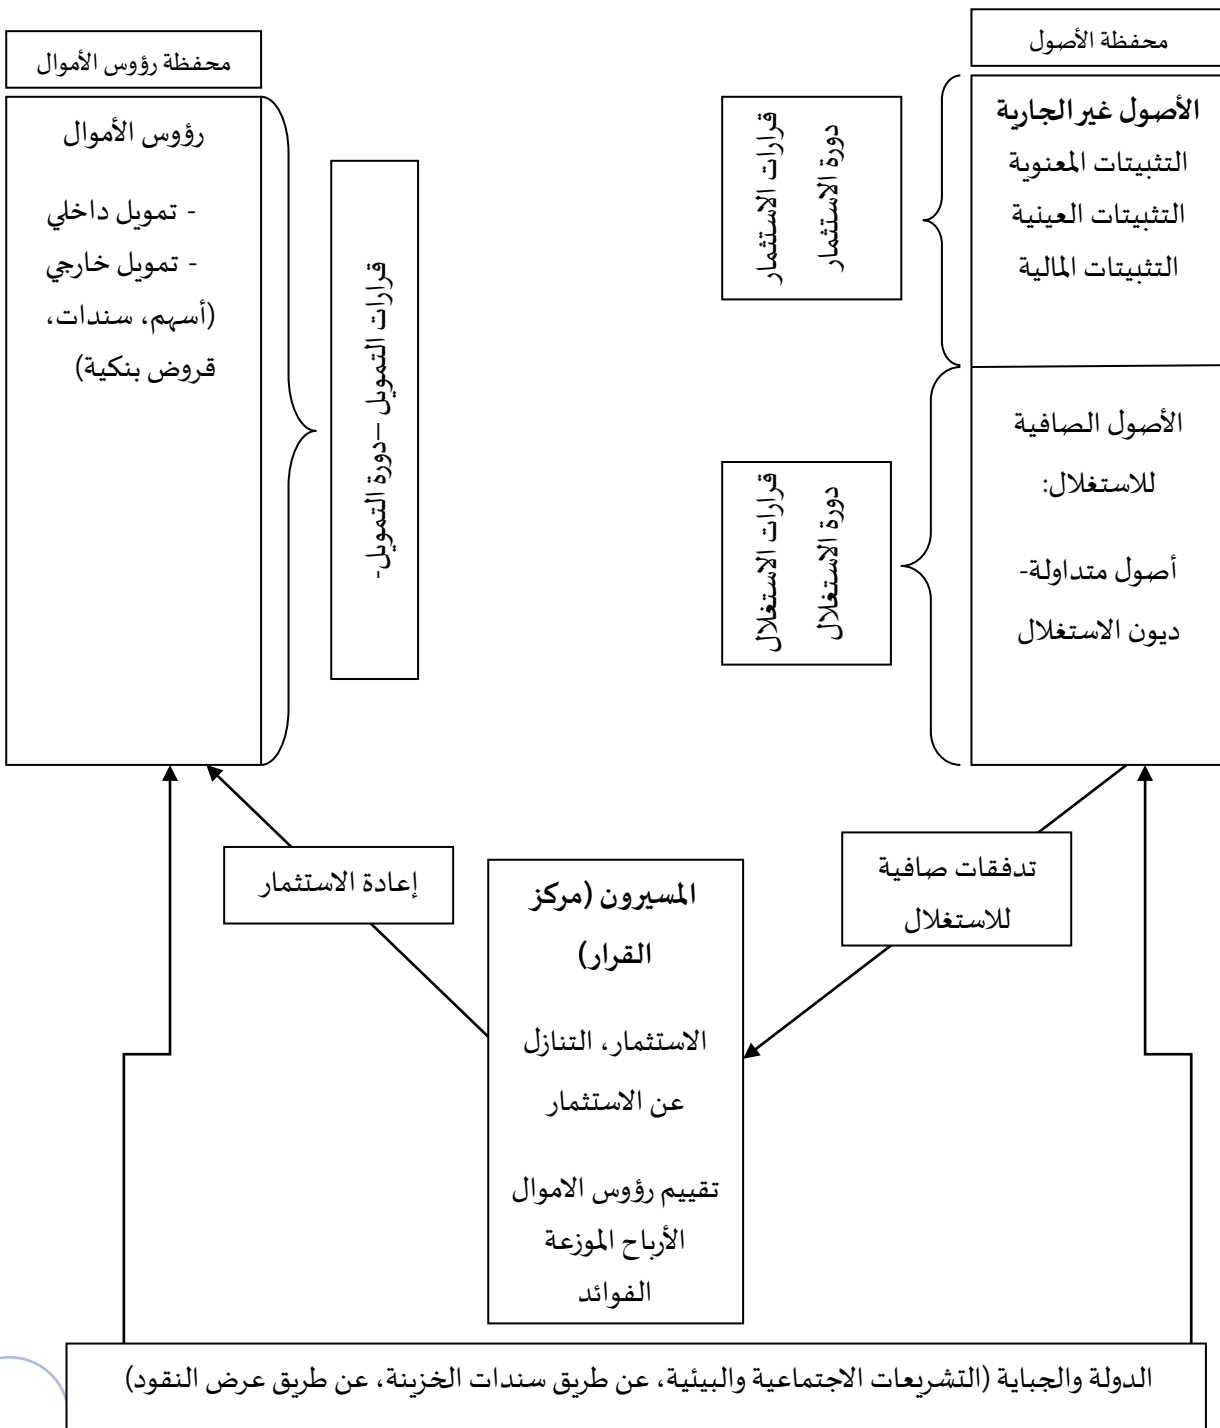 محفظة الأصول
الأصول غير الجارية
التثبيتات المعنوية
التثبيتات العينية
التثبيتات المالية
الأصول الصافية
للاستغلال:
أصول متداولة-
ديون الاستغلال
قرارات الاستثمار
دورة الاستثمار
قرارات الاستغلال
دورة الاستغلال
محفظة رؤوس الأموال
رؤوس الأموال
- تمويل داخلي
- تمويل خارجي
(أسهم، سندات،
قروض بنكية)
قرارات التمويل –دورة التمويل-
تدفقات صافية
للاستغلال
المسيرون (مركز
القرار)
الاستثمار، التنازل
عن الاستثمار
تقييم رؤوس الاموال
الأرباح الموزعة
الفوائد
إعادة الاستثمار
الدولة والجباية (التشريعات الاجتماعية والبيئية، عن طريق سندات الخزينة، عن طريق عرض النقود)